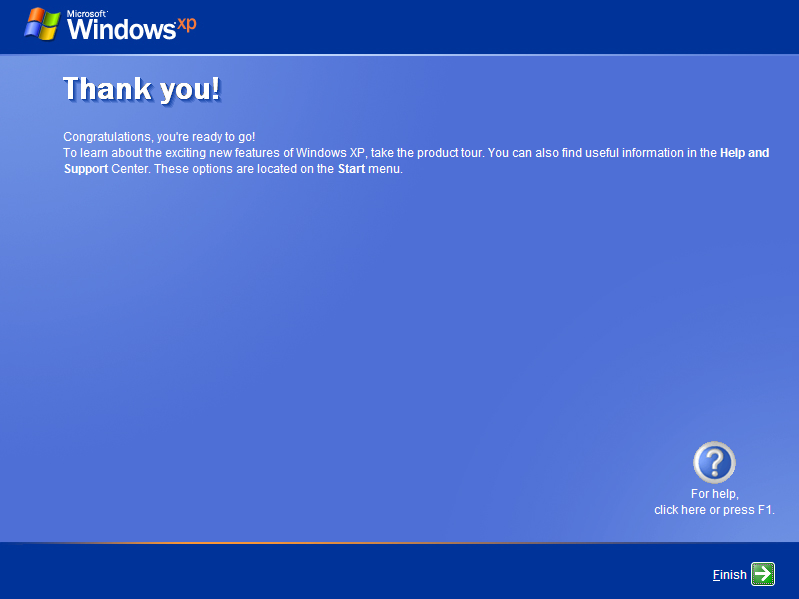 Microsoft®
Windows xp
Thank you!
Congratulations, you're ready to go!
To learn about the exciting new features of Windows XP, take the product tour. You can also find useful information in the Help and
Support Center. These options are located on the Start menu.
For help,
click here or press F1.
Finish